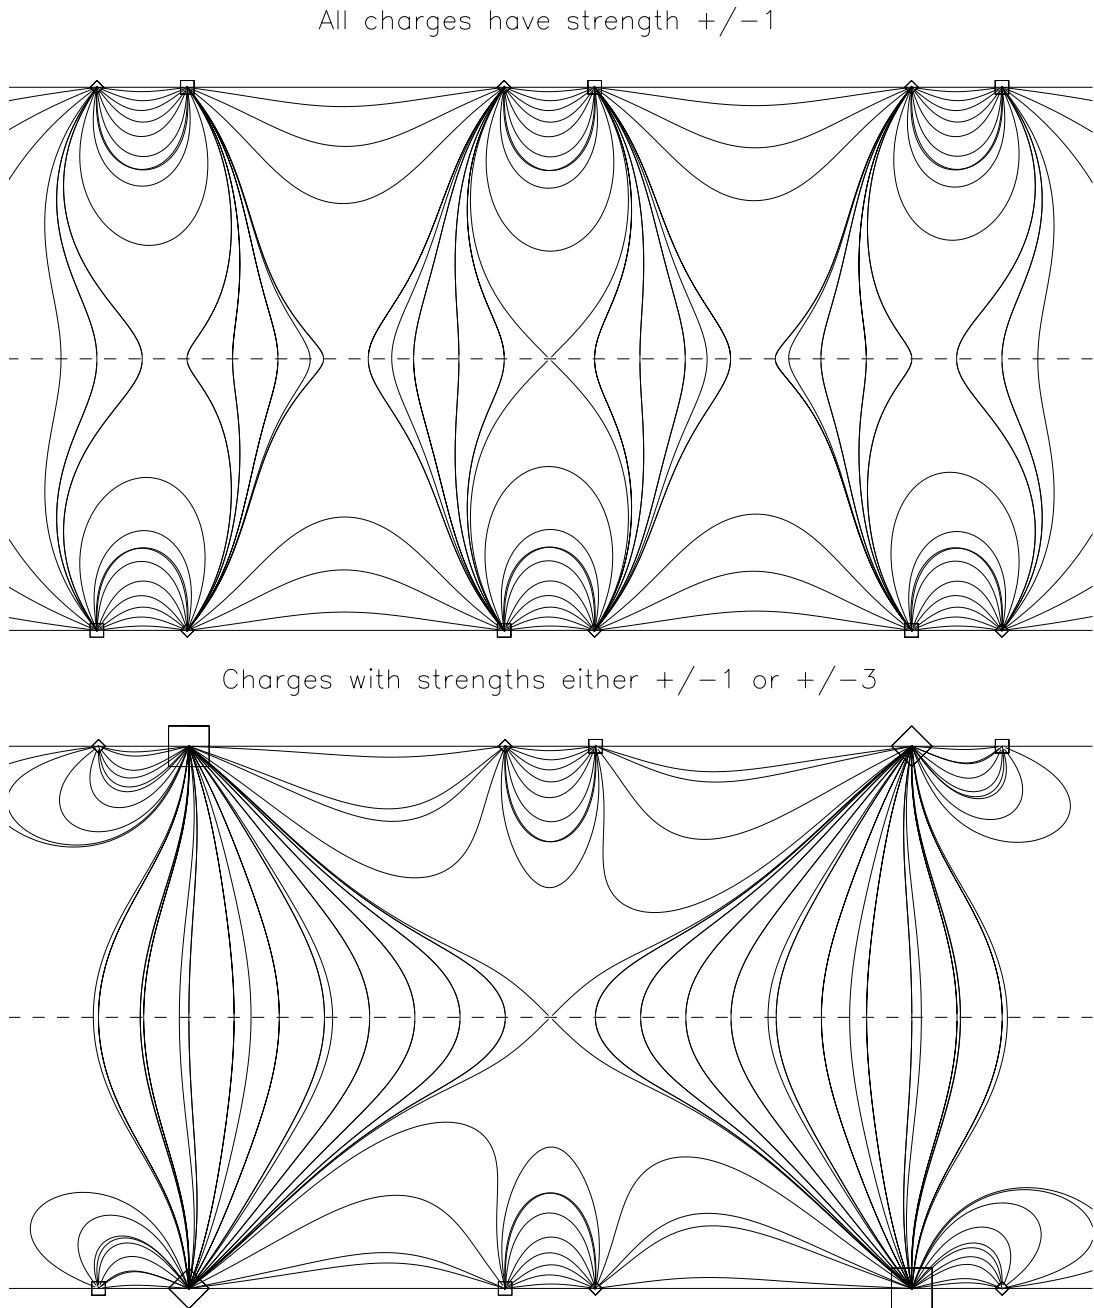 All charges have strength +/−1
Charges with strengths either +/−1 or +/−3